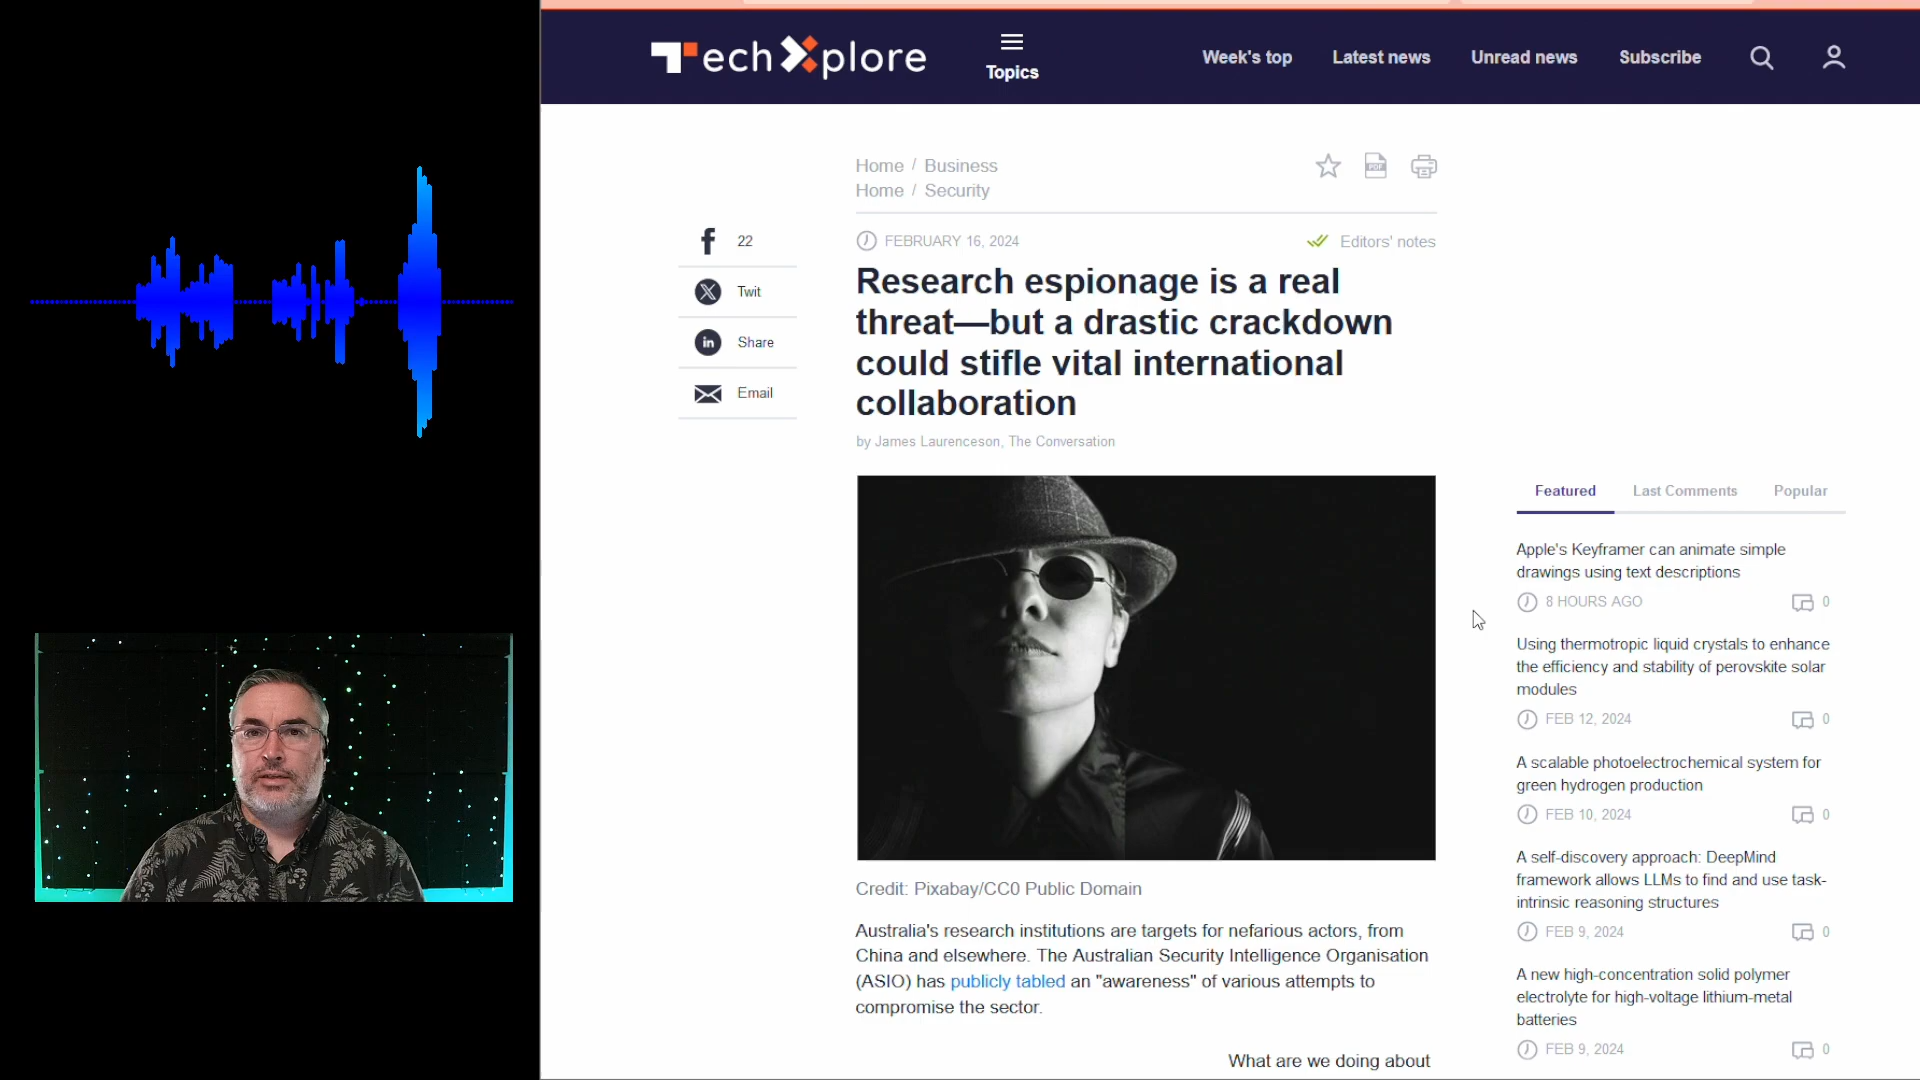 TechXplore
Topics
Week's top
Latest news
Unread news
Subscribe
Home / Business
Home / Security
PDF
22
Twit
Share
Email
FEBRUARY 16, 2024
Editors' notes
Research espionage is a real
threat—but a drastic crackdown
could stifle vital international
collaboration
by James Laurenceson, The Conversation
Credit: Pixabay/CC0 Public Domain
Australia's research institutions are targets for nefarious actors, from
China and elsewhere. The Australian Security Intelligence Organisation
(ASIO) has publicly tabled an "awareness" of various attempts to
compromise the sector.
What are we doing about
Featured
Last Comments
Popular
Apple's Keyframer can animate simple
drawings using text descriptions
8 HOURS AGO
0
Using thermotropic liquid crystals to enhance
the efficiency and stability of perovskite solar
modules
FEB 12, 2024
0
A scalable photoelectrochemical system for
green hydrogen production
FEB 10, 2024
0
A self-discovery approach: DeepMind
framework allows LLMs to find and use task-
intrinsic reasoning structures
FEB 9, 2024
0
A new high-concentration solid polymer
electrolyte for high-voltage lithium-metal
batteries
FEB 9, 2024
0